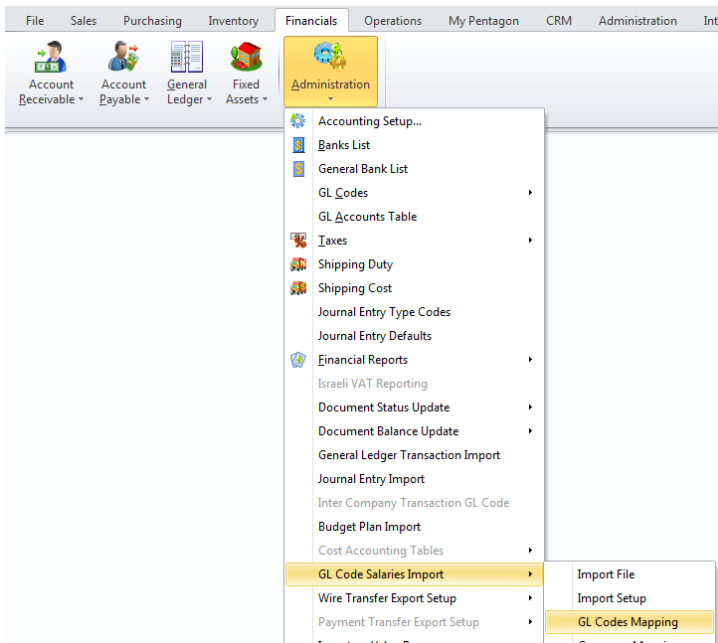 File Sales Purchasing Inventory Financials Operations My Pentagon CRM Administration Int
Account Receivable Account Payable General Ledger Fixed Assets Administration
Accounting Setup...
Banks List
General Bank List
GL Codes
GL Accounts Table
Taxes
Shipping Duty
Shipping Cost
Journal Entry Type Codes
Journal Entry Defaults
Financial Reports
Israeli VAT Reporting
Document Status Update
Document Balance Update
General Ledger Transaction Import
Journal Entry Import
Inter Company Transaction GL Code
Budget Plan Import
Cost Accounting Tables
GL Code Salaries Import
Import File
Wire Transfer Export Setup
Import Setup
Payment Transfer Export Setup
GL Codes Mapping